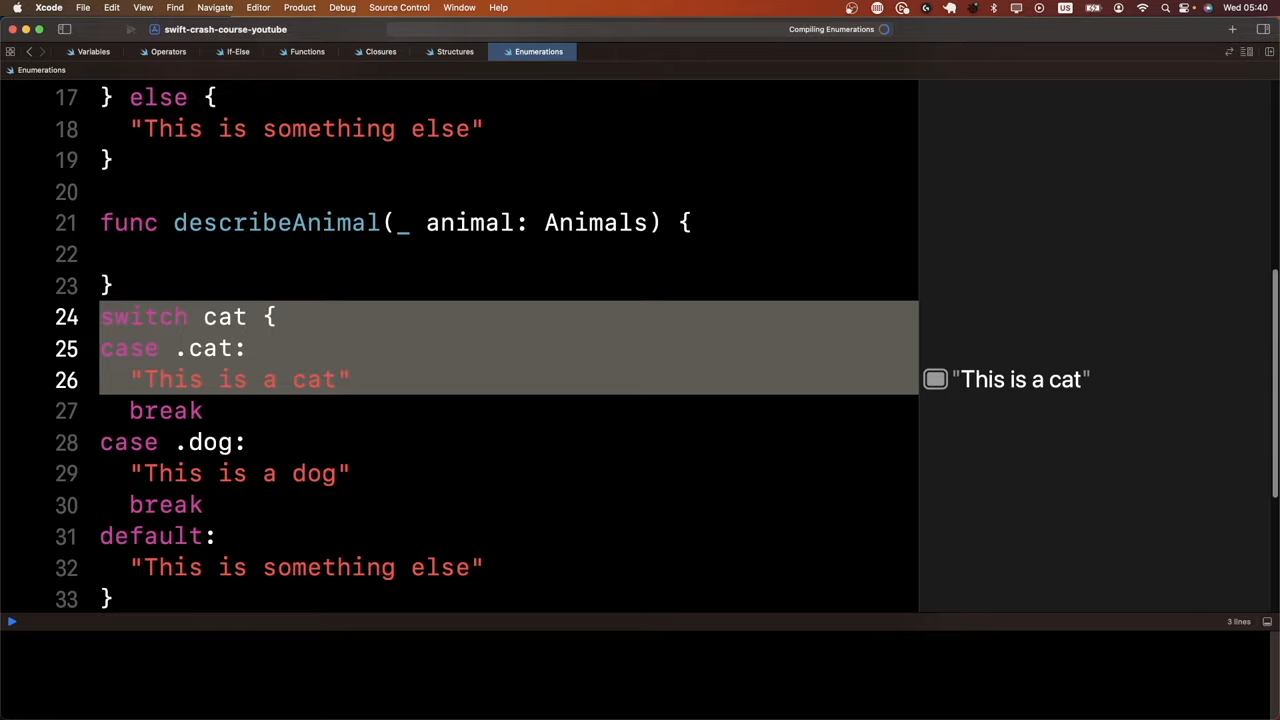 Xcode File Edit View Find Navigate Editor Product Debug Source Control Window Help US Wed 05:40
swift-crash-course-youtube Compiling Enumerations
Variables Operators If-Else Functions Closures Structures Enumerations
Enumerations
17 } else {
18 "This is something else"
19 }
20
21 func describeAnimal(_ animal: Animals) {
22
23 }
24 switch cat {
25 case .cat:
26 "This is a cat" "This is a cat"
27 break
28 case .dog:
29 "This is a dog"
30 break
31 default:
32 "This is something else"
33 }
3 lines